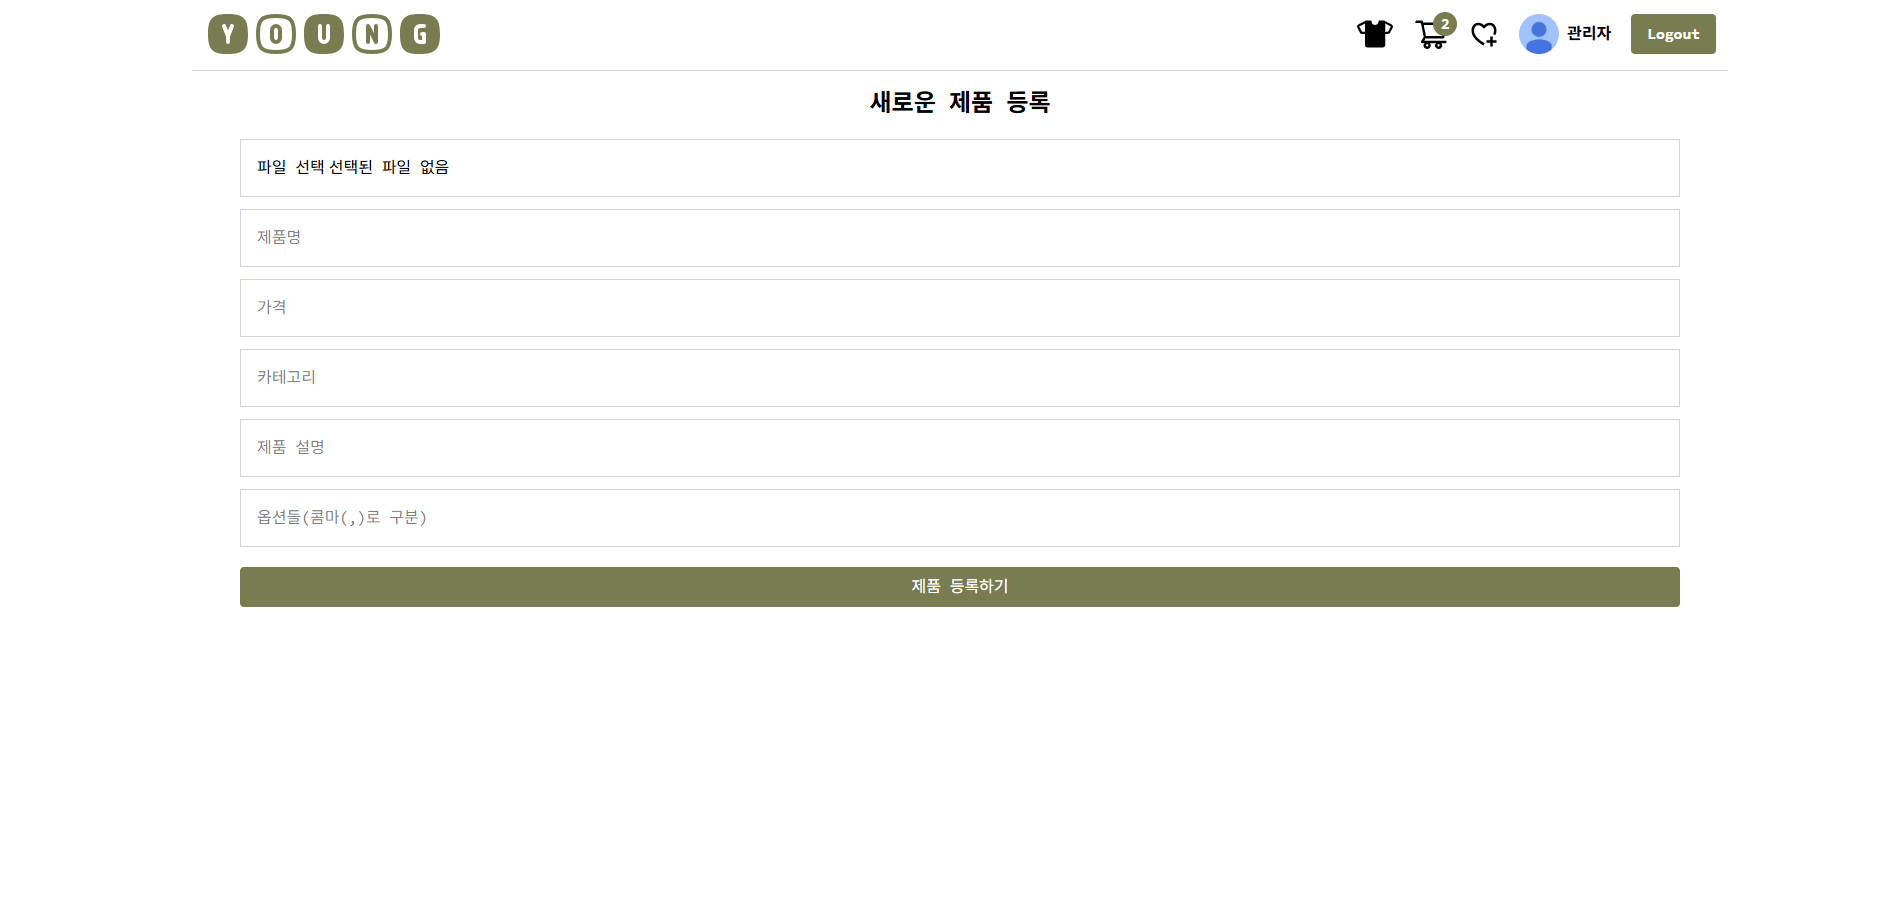 YOUNG 2 관리자 Logout
새로운 제품 등록
파일 선택 선택된 파일 없음
제품명
가격
카테고리
제품 설명
옵션들(콤마(,)로 구분)
제품 등록하기